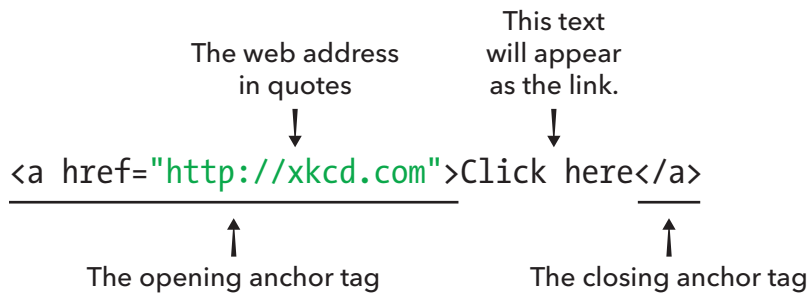 The web address
in quotes
This text
will appear
as the link.
<a href="http://xkcd.com">Click here</a>
The opening anchor tag
The closing anchor tag